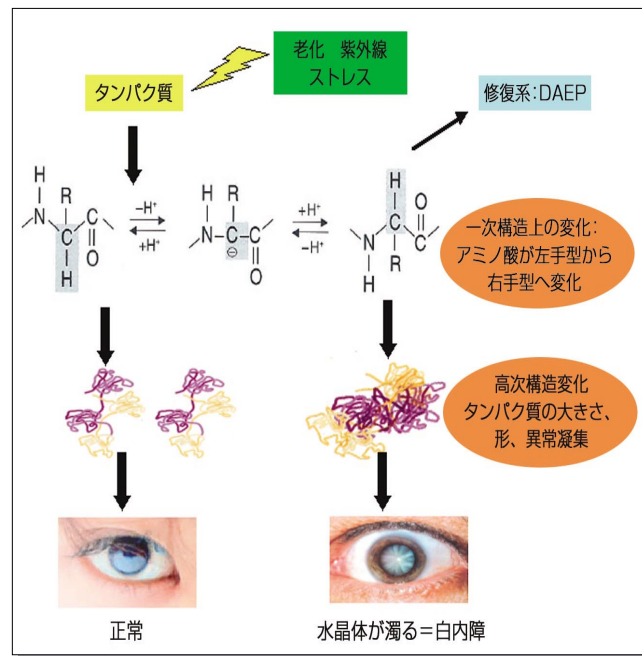 老化 紫外線
ストレス
タンパク質
修復系:DAEP
H
R
N
C
C
O
H
−H⁺
+H⁺
H
R
N
C
C
⊖
O
+H⁺
−H⁺
H
O
N
C
C
H
R
一次構造上の変化:
アミノ酸が左手型から
右手型へ変化
高次構造変化
タンパク質の大きさ、
形、異常凝集
正常
水晶体が濁る=白内障